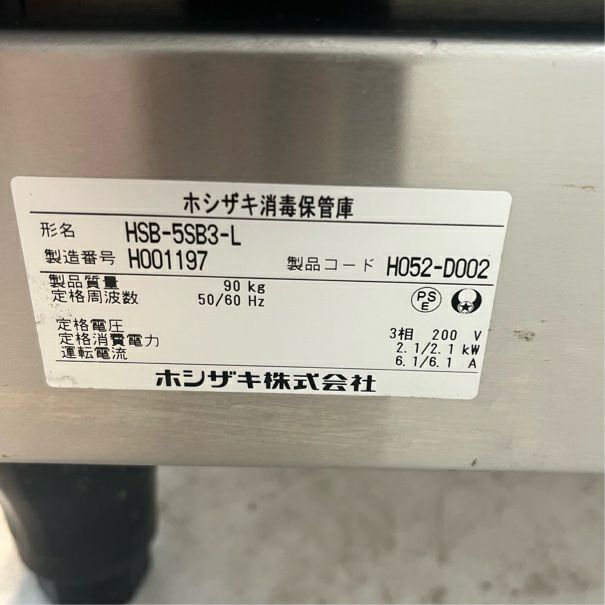 ホシザキ消毒保管庫
形名 HSB-5SB3-L
製造番号 H001197 製品コード H052-D002
製品質量 90 kg
定格周波数 50/60 Hz
PS
E
定格電圧 3相 200 V
定格消費電力 2.1/2.1 kW
運転電流 6.1/6.1 A
ホシザキ株式会社